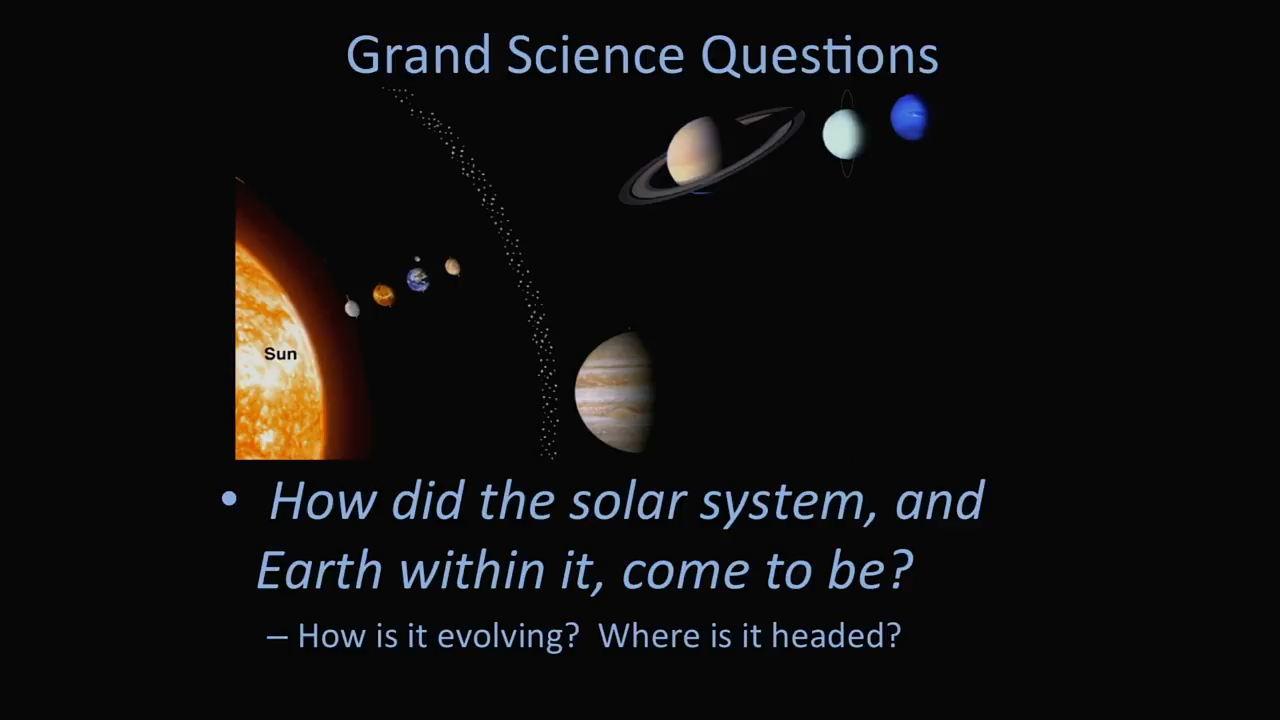 Grand Science Questions
Sun
• How did the solar system, and
Earth within it, come to be?
– How is it evolving?  Where is it headed?